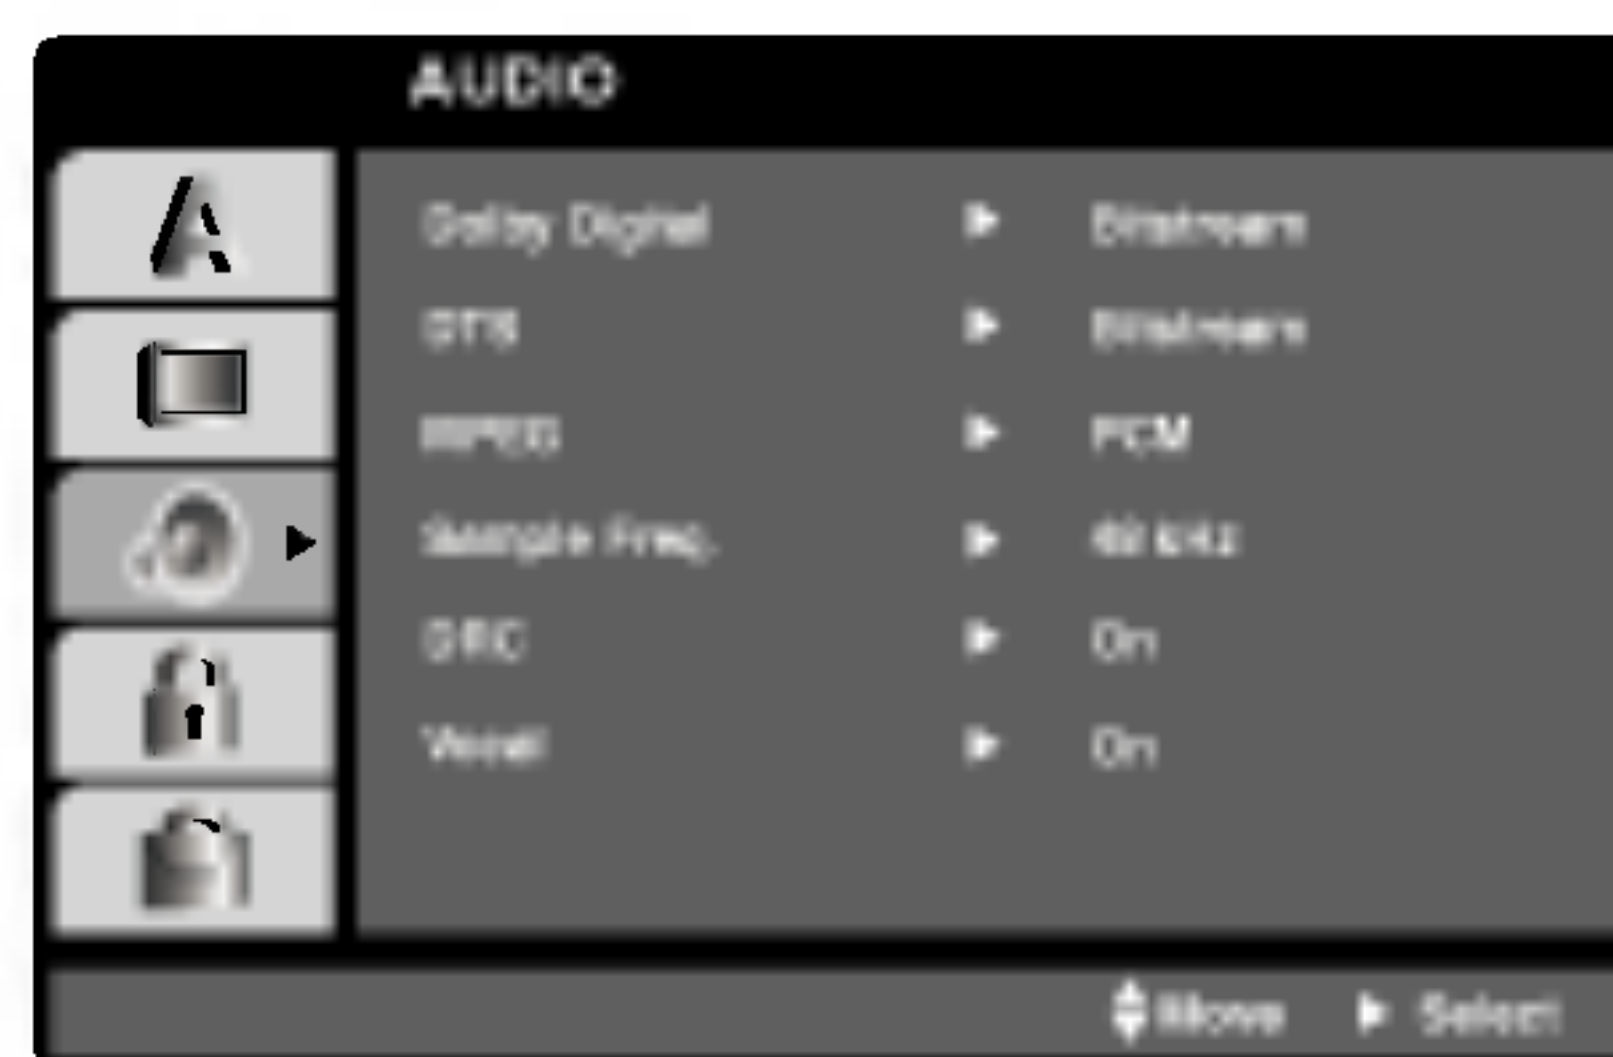 AUDIO
Dolby Digital Bitstream
DTS Bitstream
MPEG PCM
Sample Freq. 48 kHz
DRC On
Vocal On
Move Select